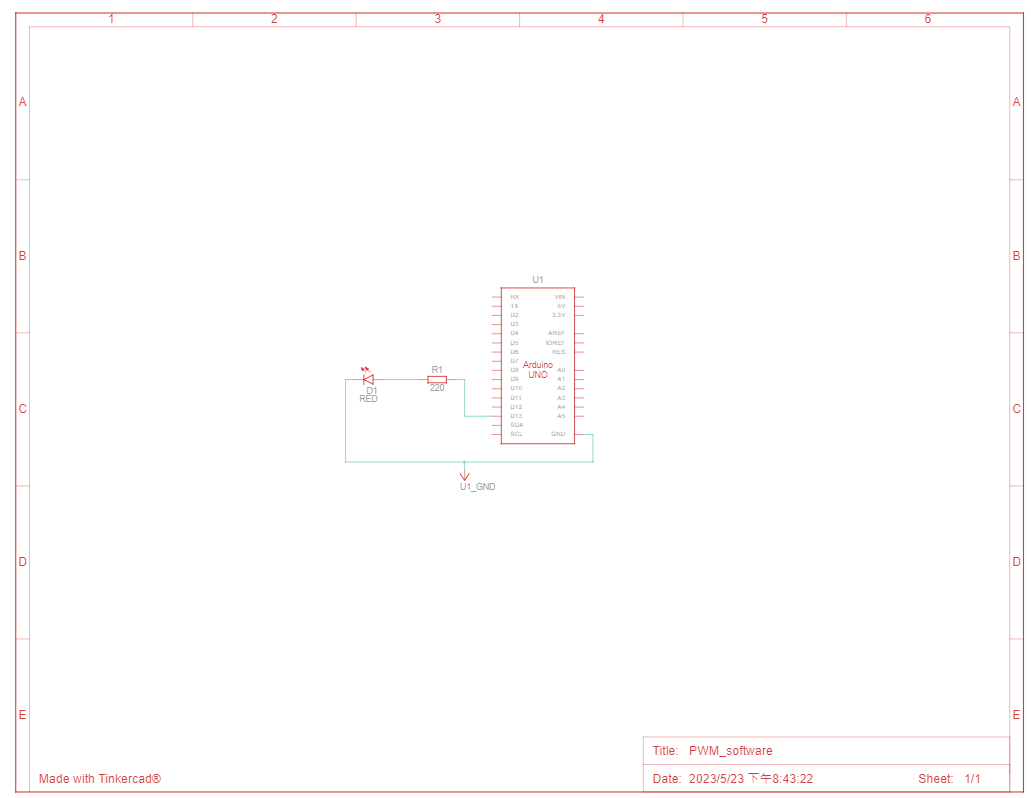 1 2 3 4 5 6
A A
B B
U1
RX VIN
TX 5V
D2 3.3V
D3
D4 AREF
D5 IOREF
D6 RES
D7
Arduino
UNO
D8 A0
D9 A1
D10 A2
D11 A3
D12 A4
D13 A5
SDA
SCL GND
R1
220
D1
RED
C C
U1_GND
D D
E E
Title: PWM_software
Made with Tinkercad®
Date: 2023/5/23 下午8:43:22 Sheet: 1/1